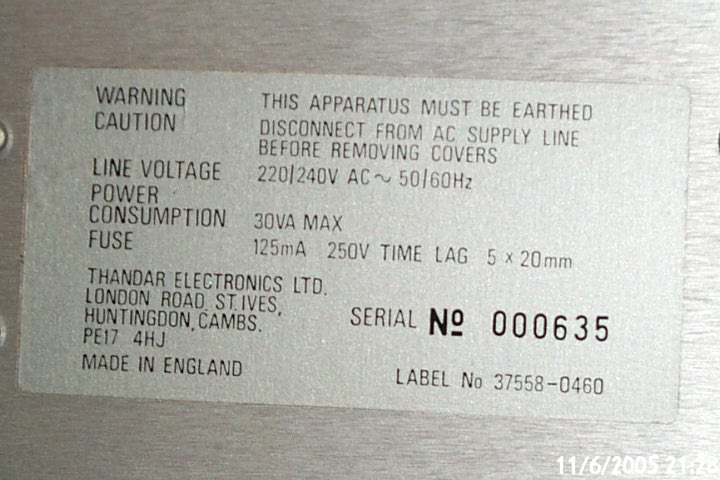 WARNING THIS APPARATUS MUST BE EARTHED
CAUTION DISCONNECT FROM AC SUPPLY LINE
BEFORE REMOVING COVERS
LINE VOLTAGE 220/240V AC~ 50/60Hz
POWER
CONSUMPTION 30VA MAX
FUSE 125mA 250V TIME LAG 5 x 20mm
THANDAR ELECTRONICS LTD.
LONDON ROAD, ST.IVES,
HUNTINGDON, CAMBS.
PE17 4HJ
MADE IN ENGLAND
SERIAL Nº 000635
LABEL No 37558-0460
11/6/2005 21:28